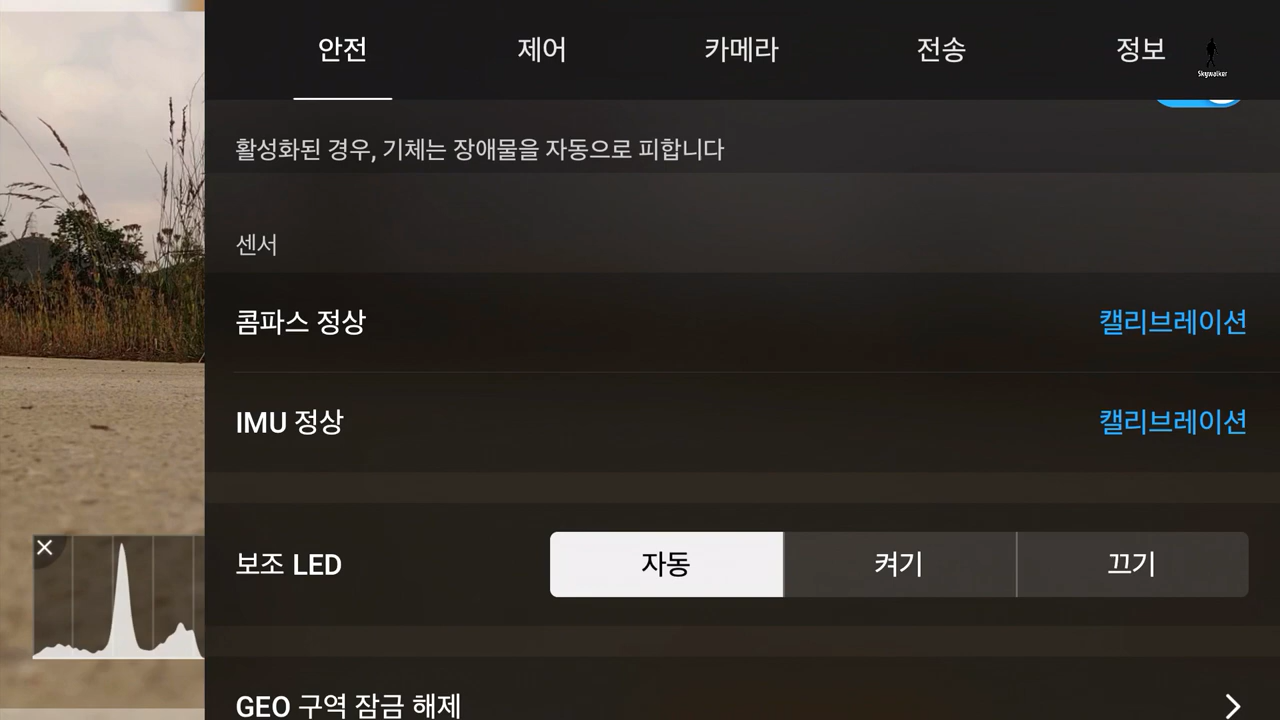 안전 제어 카메라 전송 정보
Skywalker
활성화된 경우, 기체는 장애물을 자동으로 피합니다
센서
콤파스 정상 캘리브레이션
IMU 정상 캘리브레이션
보조 LED 자동 켜기 끄기
GEO 구역 잠금 해제